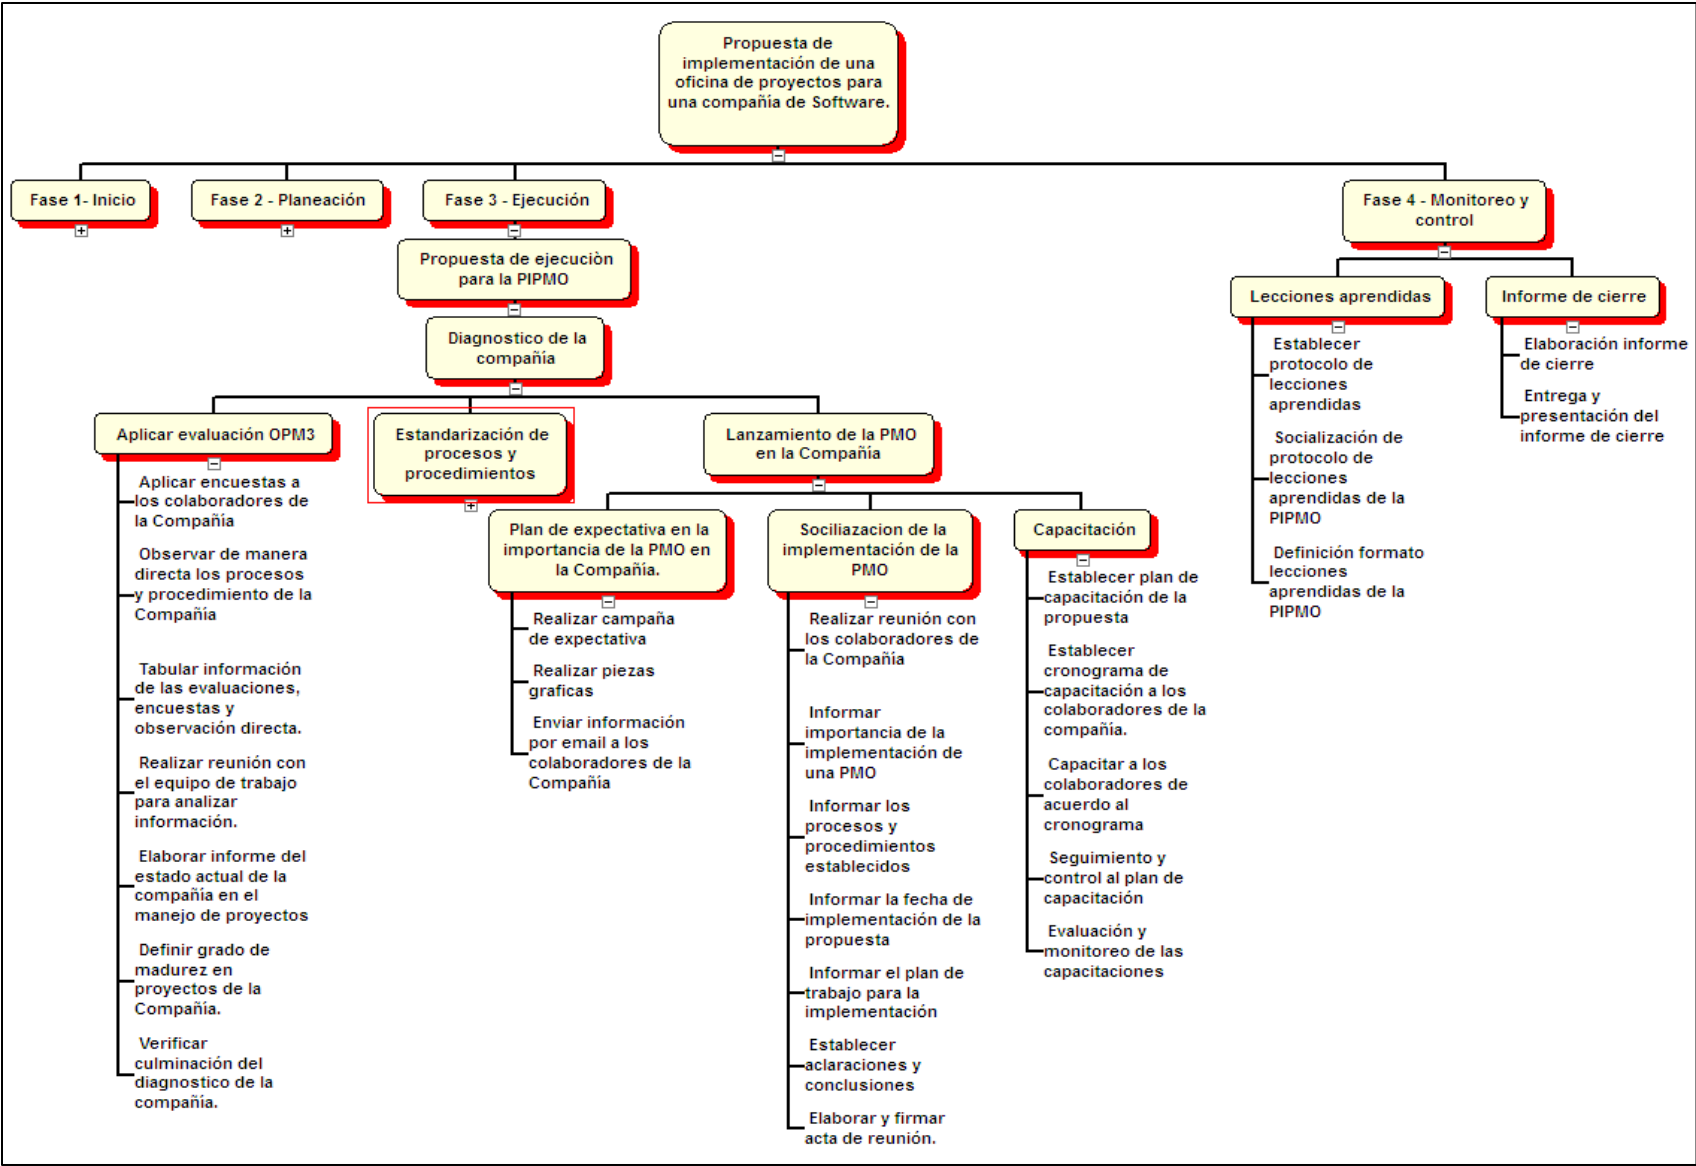 Propuesta de
implementación de una
oficina de proyectos para
una compañía de Software.
Fase 1- Inicio
Fase 2 - Planeación
Fase 3 - Ejecución
Fase 4 - Monitoreo y
control
Propuesta de ejecuciòn
para la PIPMO
Diagnostico de la
compañía
Aplicar evaluación OPM3
Aplicar encuestas a
los colaboradores de
la Compañía
Observar de manera
directa los procesos
y procedimiento de la
Compañía
Tabular información
de las evaluaciones,
encuestas y
observación directa.
Realizar reunión con
el equipo de trabajo
para analizar
información.
Elaborar informe del
estado actual de la
compañía en el
manejo de proyectos
Definir grado de
madurez en
proyectos de la
Compañía.
Verificar
culminación del
diagnostico de la
compañía.
Estandarización de
procesos y
procedimientos
Lanzamiento de la PMO
en la Compañía
Plan de expectativa en la
importancia de la PMO en
la Compañía.
Realizar campaña
de expectativa
Realizar piezas
graficas
Enviar información
por email a los
colaboradores de la
Compañía
Sociliazacion de la
implementación de la
PMO
Realizar reunión con
los colaboradores de
la Compañía
Informar
importancia de la
implementación de
una PMO
Informar los
procesos y
procedimientos
establecidos
Informar la fecha de
implementación de la
propuesta
Informar el plan de
trabajo para la
implementación
Establecer
aclaraciones y
conclusiones
Elaborar y firmar
acta de reunión.
Capacitación
Establecer plan de
capacitación de la
propuesta
Establecer
cronograma de
capacitación a los
colaboradores de la
compañía.
Capacitar a los
colaboradores de
acuerdo al
cronograma
Seguimiento y
control al plan de
capacitación
Evaluación y
monitoreo de las
capacitaciones
Lecciones aprendidas
Establecer
protocolo de
lecciones
aprendidas
Socialización de
protocolo de
lecciones
aprendidas de la
PIPMO
Definición formato
lecciones
aprendidas de la
PIPMO
Informe de cierre
Elaboración informe
de cierre
Entrega y
presentación del
informe de cierre